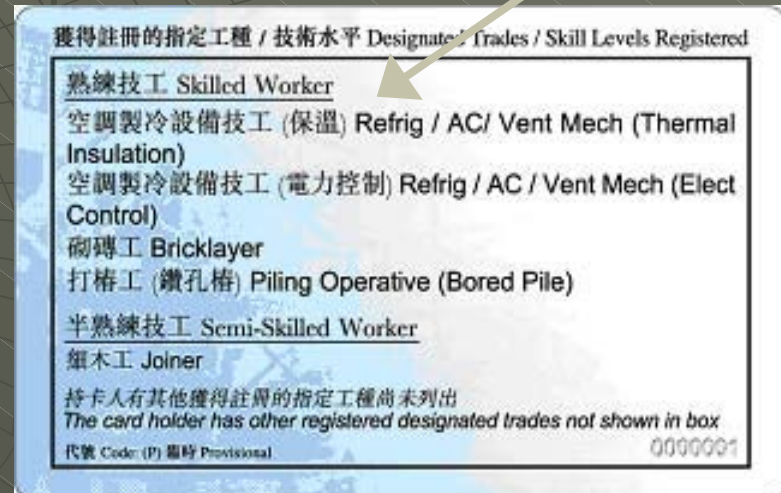 獲得註冊的指定工種 / 技術水平 Designated Trades / Skill Levels Registered
熟練技工 Skilled Worker
空調製冷設備技工 (保溫) Refrig / AC/ Vent Mech (Thermal
Insulation)
空調製冷設備技工 (電力控制) Refrig / AC / Vent Mech (Elect
Control)
砌磚工 Bricklayer
打樁工 (鑽孔樁) Piling Operative (Bored Pile)
半熟練技工 Semi-Skilled Worker
細木工 Joiner
持卡人有其他獲得註冊的指定工種尚未列出
The card holder has other registered designated trades not shown in box
代號 Code: (P) 臨時 Provisional
0000001